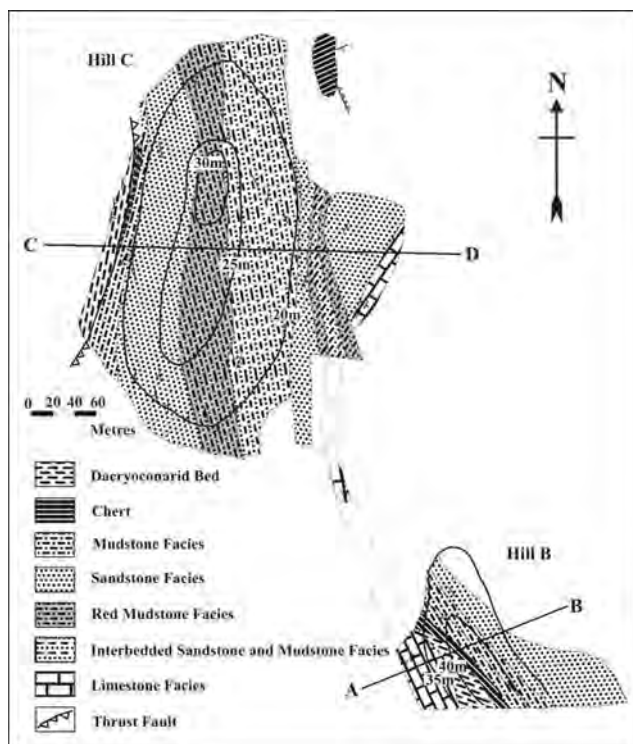 Hill C
N
30m
C
D
25m
20m
0 20 40 60
Metres
Dacryoconarid Bed
Chert
Mudstone Facies
Sandstone Facies
Red Mudstone Facies
Interbedded Sandstone and Mudstone Facies
Limestone Facies
Thrust Fault
Hill B
B
A
40m
35m